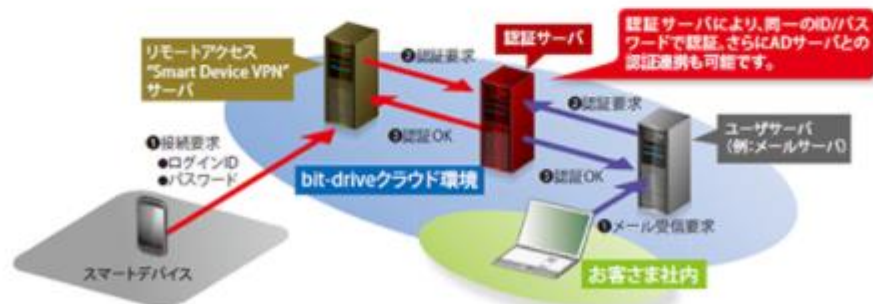 リモートアクセス
"Smart Device VPN"
サーバ
❷認証要求
認証サーバ
認証サーバにより、同一のID/パス
ワードで認証。さらにADサーバとの
認証連携も可能です。
❷認証要求
❸認証OK
ユーザサーバ
(例:メールサーバ)
❶接続要求
●ログインID
●パスワード
bit-driveクラウド環境
❸認証OK
❶メール受信要求
スマートデバイス
お客さま社内